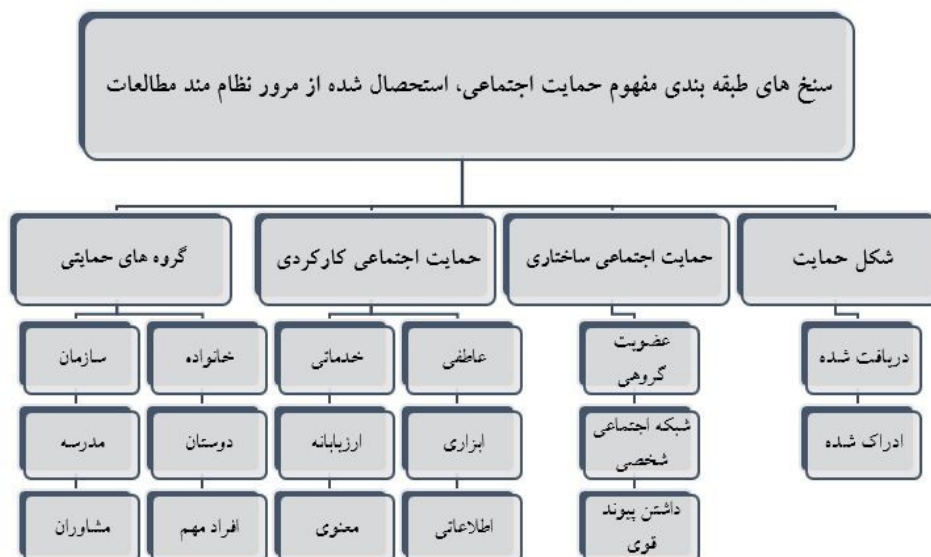 سنخ های طبقه بندی مفهوم حمایت اجتماعی، استحصال شده از مرور نظام مند مطالعات
شکل حمایت
دریافت شده
ادراک شده
حمایت اجتماعی ساختاری
عضویت
گروهی
شبکه اجتماعی
شخصی
داشتن پیوند
قوی
حمایت اجتماعی کارکردی
عاطفی
خدماتی
ابزاری
ارزیابانه
اطلاعاتی
معنوی
گروه های حمایتی
خانواده
سازمان
دوستان
مدرسه
افراد مهم
مشاوران